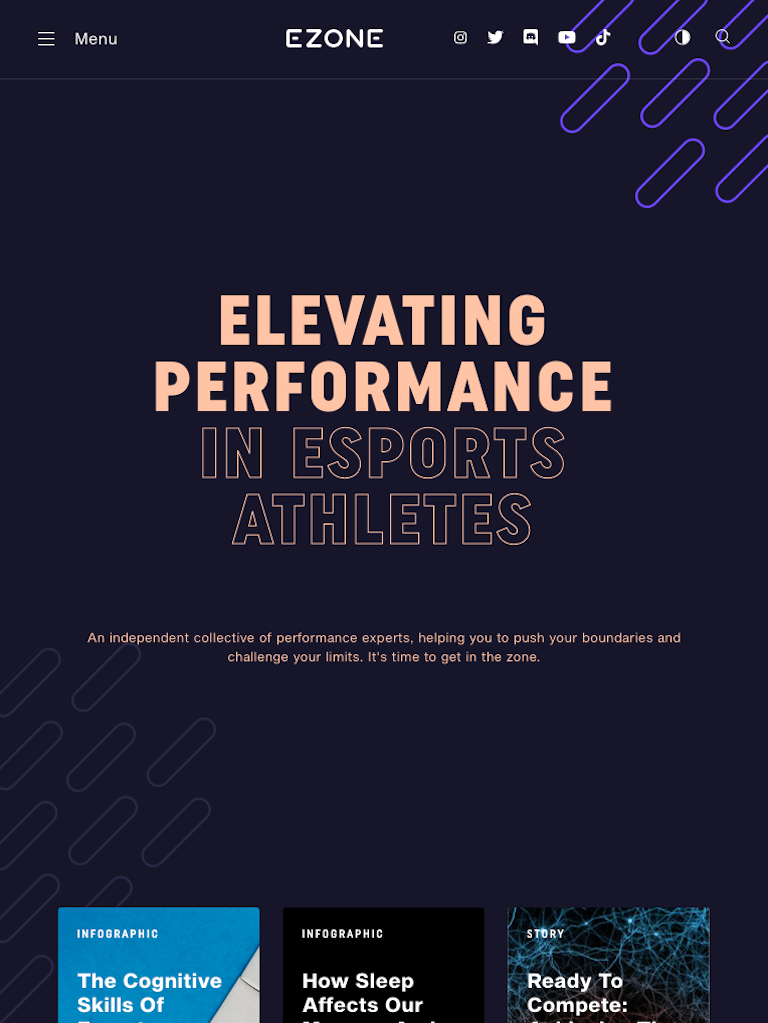 Menu
EZONE
ELEVATING
PERFORMANCE
IN ESPORTS
ATHLETES
An independent collective of performance experts, helping you to push your boundaries and
challenge your limits. It's time to get in the zone.
INFOGRAPHIC
The Cognitive
Skills Of
INFOGRAPHIC
How Sleep
Affects Our
STORY
Ready To
Compete: